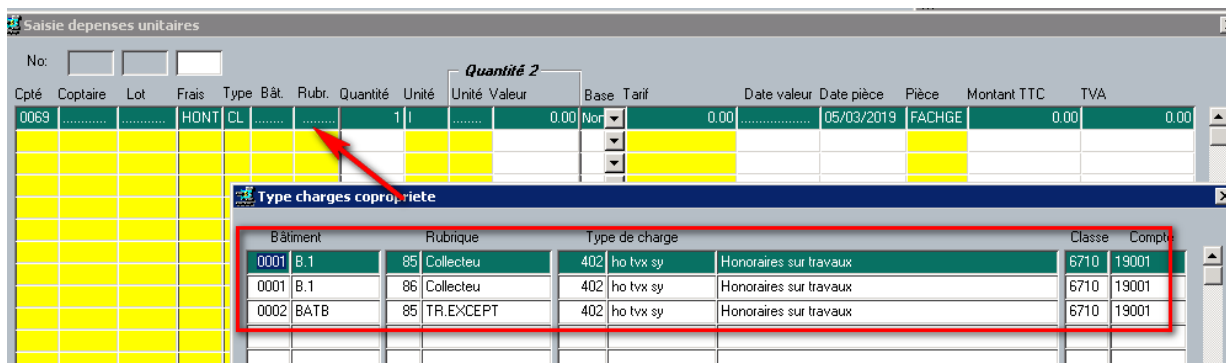 Saisie depenses unitaires
No:
Quantité 2
Cpté Coptaire Lot Frais Type Bât. Rubr. Quantité Unité Unité Valeur Base Tarif Date valeur Date pièce Pièce Montant TTC TVA
0069 ........... ........... HONT CL ........ ........ 1 I ....... 0.00 Nor 0.00 .................. 05/03/2019 FACHGE 0.00 0.00
Type charges copropriete
Bâtiment Rubrique Type de charge Classe Compte
0001 B.1 85 Collecteu 402 ho tvx sy Honoraires sur travaux 6710 19001
0001 B.1 86 Collecteu 402 ho tvx sy Honoraires sur travaux 6710 19001
0002 BATB 85 TR.EXCEPT 402 ho tvx sy Honoraires sur travaux 6710 19001